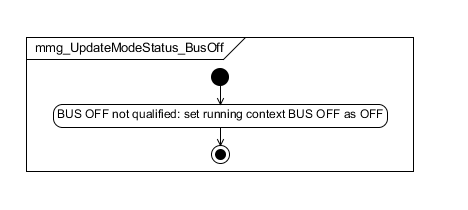 mmg_UpdateModeStatus_BusOff
BUS OFF not qualified: set running context BUS OFF as OFF